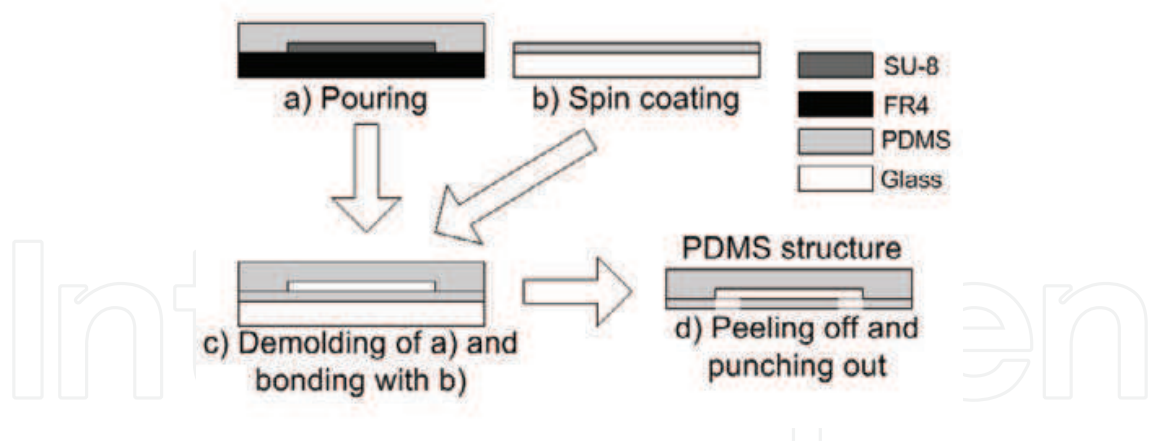 a) Pouring
b) Spin coating
SU-8
FR4
PDMS
Glass
c) Demolding of a) and
bonding with b)
PDMS structure
d) Peeling off and
punching out